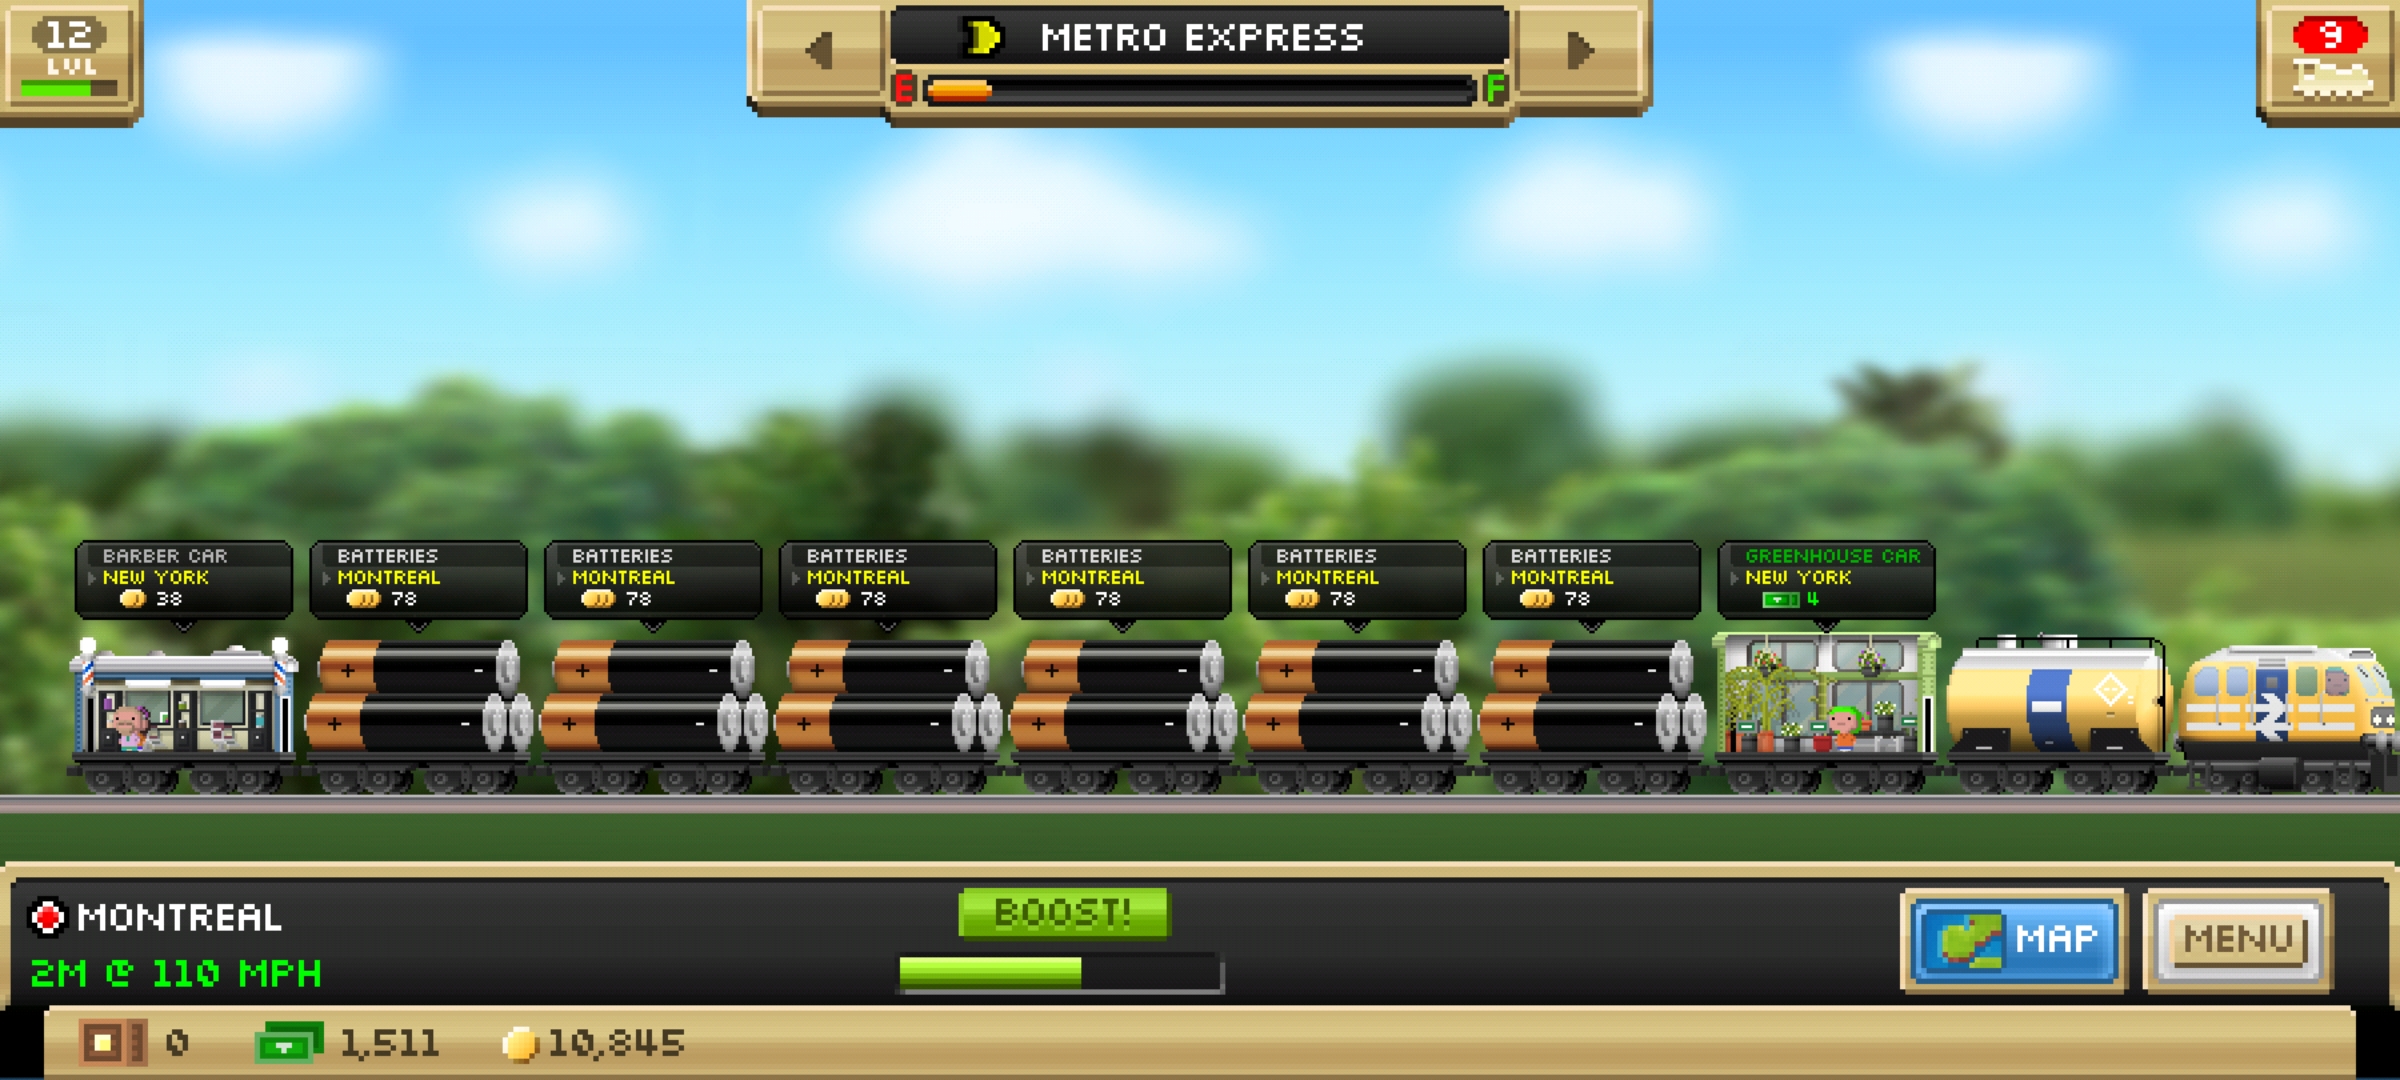 12
LVL
METRO EXPRESS
E F
9
BARBER CAR
NEW YORK
38
BATTERIES
MONTREAL
78
BATTERIES
MONTREAL
78
BATTERIES
MONTREAL
78
BATTERIES
MONTREAL
78
BATTERIES
MONTREAL
78
BATTERIES
MONTREAL
78
GREENHOUSE CAR
NEW YORK
4
+ -
+ -
+ -
+ -
+ -
+ -
+ -
+ -
+ -
+ -
+ -
+ -
MONTREAL
2M @ 110 MPH
BOOST!
MAP
MENU
0
1,511
10,845